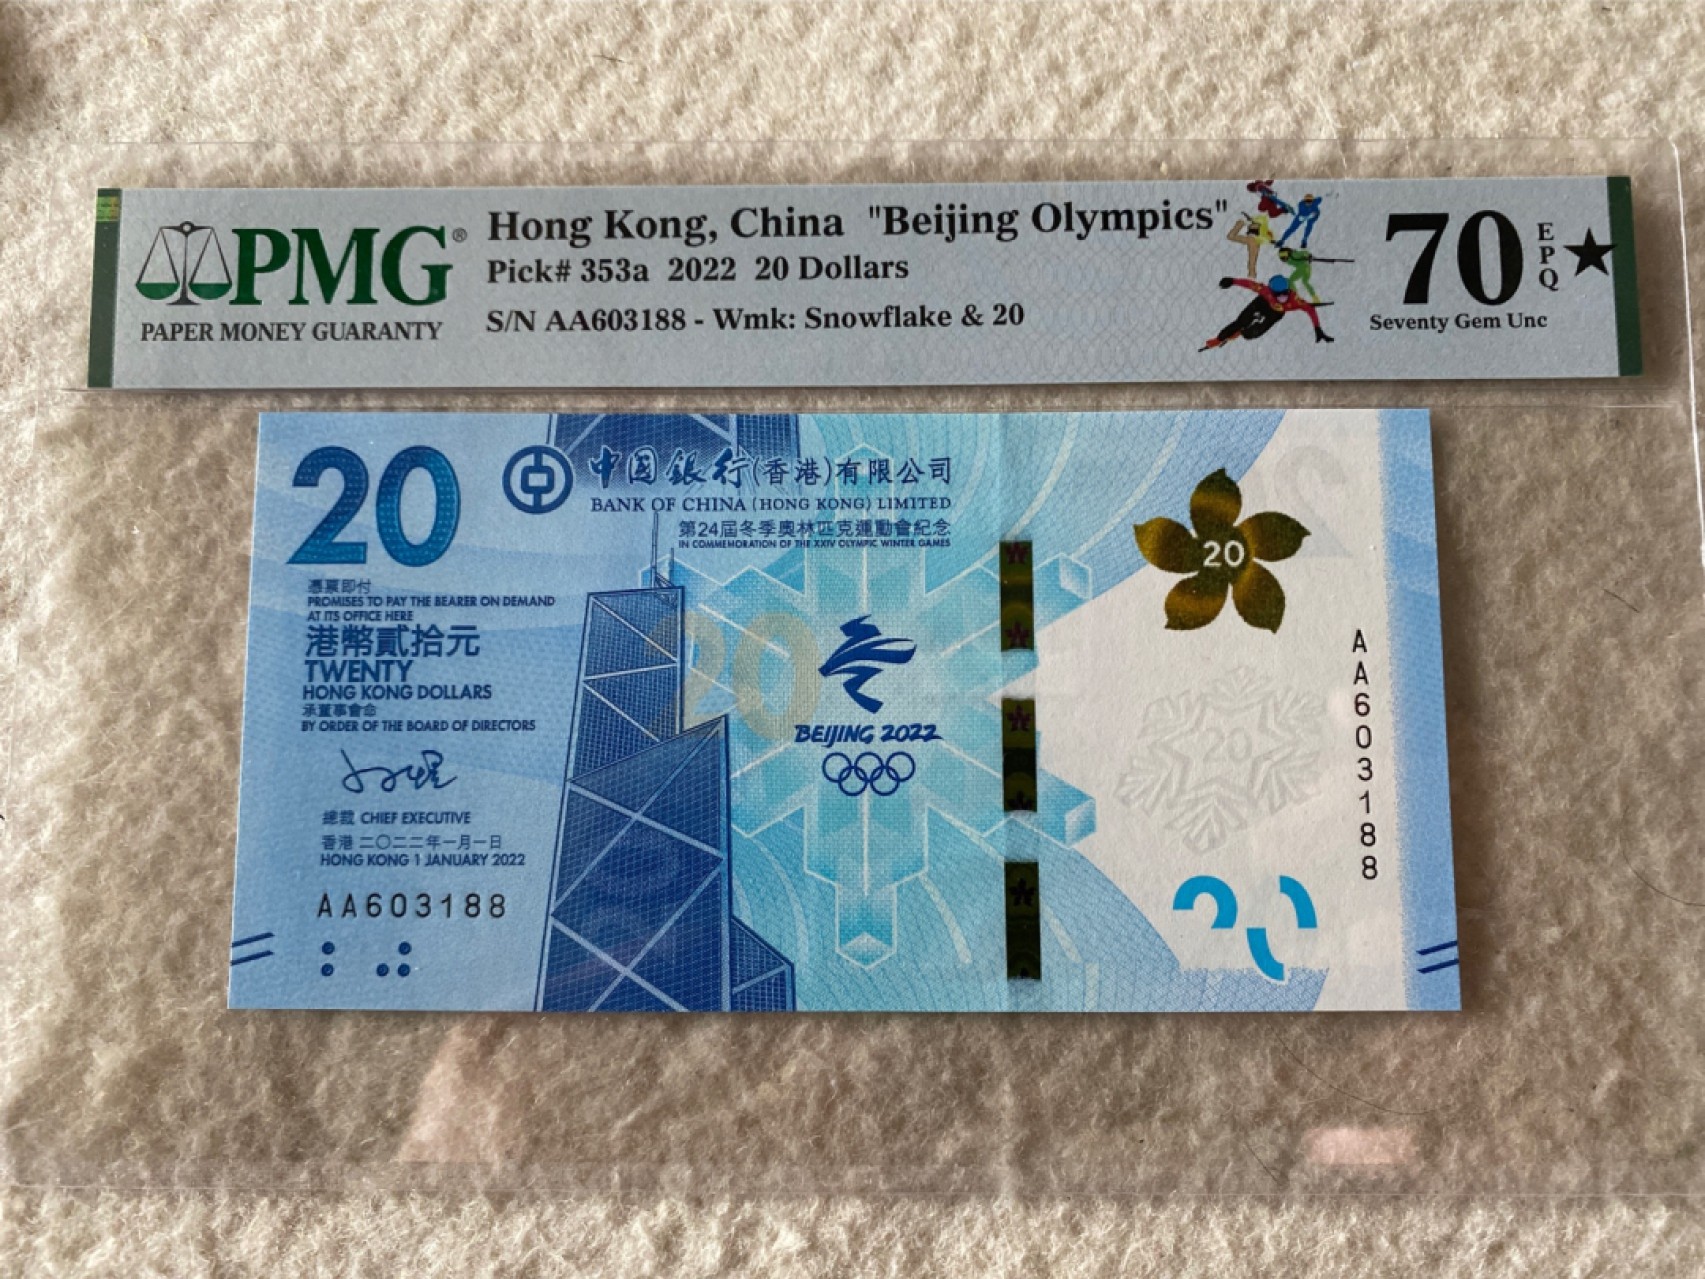 PMG®
PAPER MONEY GUARANTY
Hong Kong, China "Beijing Olympics"
Pick# 353a 2022 20 Dollars
S/N AA603188 - Wmk: Snowflake & 20
70
EPQ
★
Seventy Gem Unc
20
中国銀行(香港)有限公司
BANK OF CHINA (HONG KONG) LIMITED
第24屆冬季奧林匹克運動會紀念
IN COMMEMORATION OF THE XXIV OLYMPIC WINTER GAMES
憑票即付
PROMISES TO PAY THE BEARER ON DEMAND
AT ITS OFFICE HERE
港幣貳拾元
TWENTY
HONG KONG DOLLARS
承董事會命
BY ORDER OF THE BOARD OF DIRECTORS
總裁 CHIEF EXECUTIVE
香港 二〇二二年一月一日
HONG KONG 1 JANUARY 2022
AA603188
20
BEIJING 2022
20
AA603188
20
20